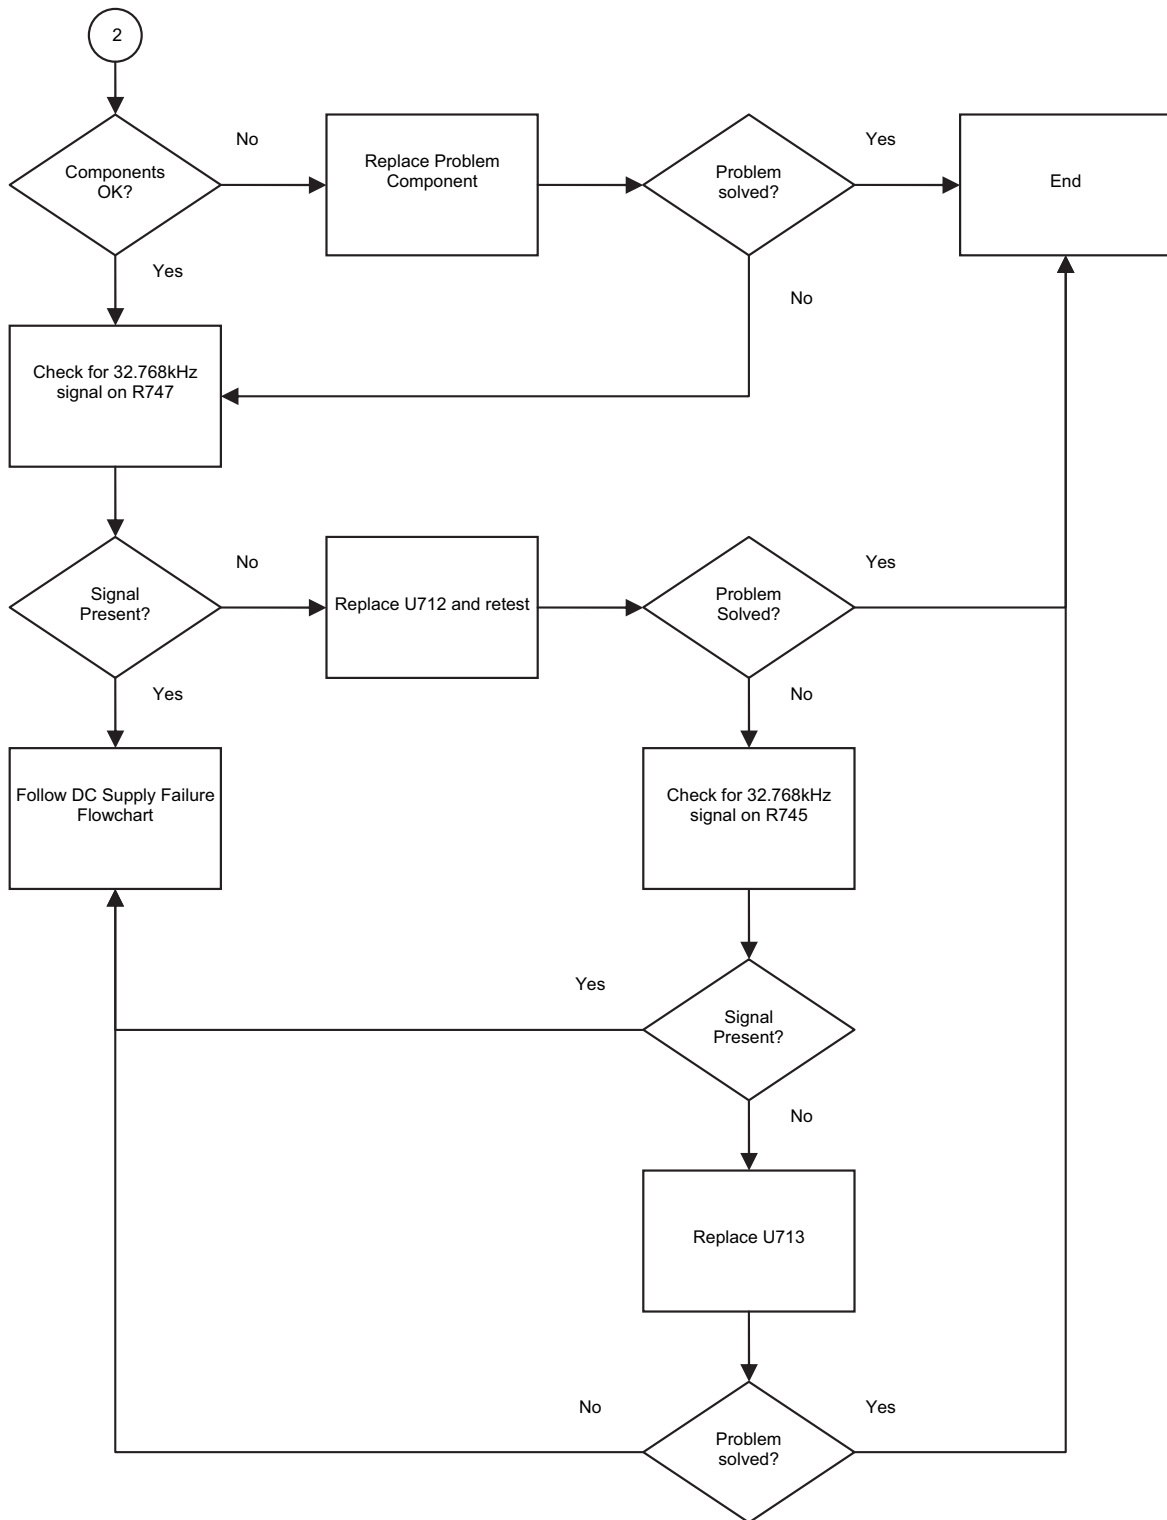 2
No
Yes
Components
OK?
Replace Problem
Component
Problem
solved?
End
Yes
No
Check for 32.768kHz
signal on R747
No
Yes
Signal
Present?
Replace U712 and retest
Problem
Solved?
Yes
No
Follow DC Supply Failure
Flowchart
Check for 32.768kHz
signal on R745
Yes
Signal
Present?
No
Replace U713
No
Yes
Problem
solved?